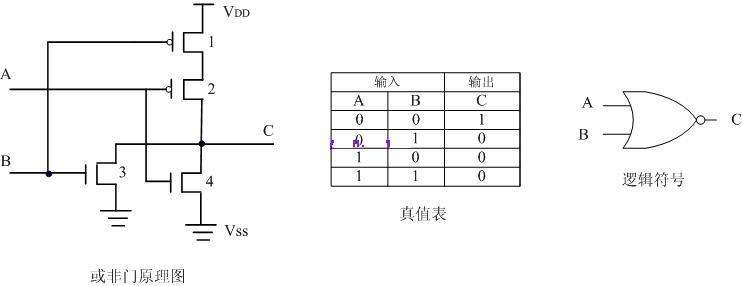 VDD
1
A
2
C
B
3
4
VSS
或非门原理图
输入 输出
A B C
0 0 1
0 1 0
1 0 0
1 1 0
真值表
A
B
C
逻辑符号